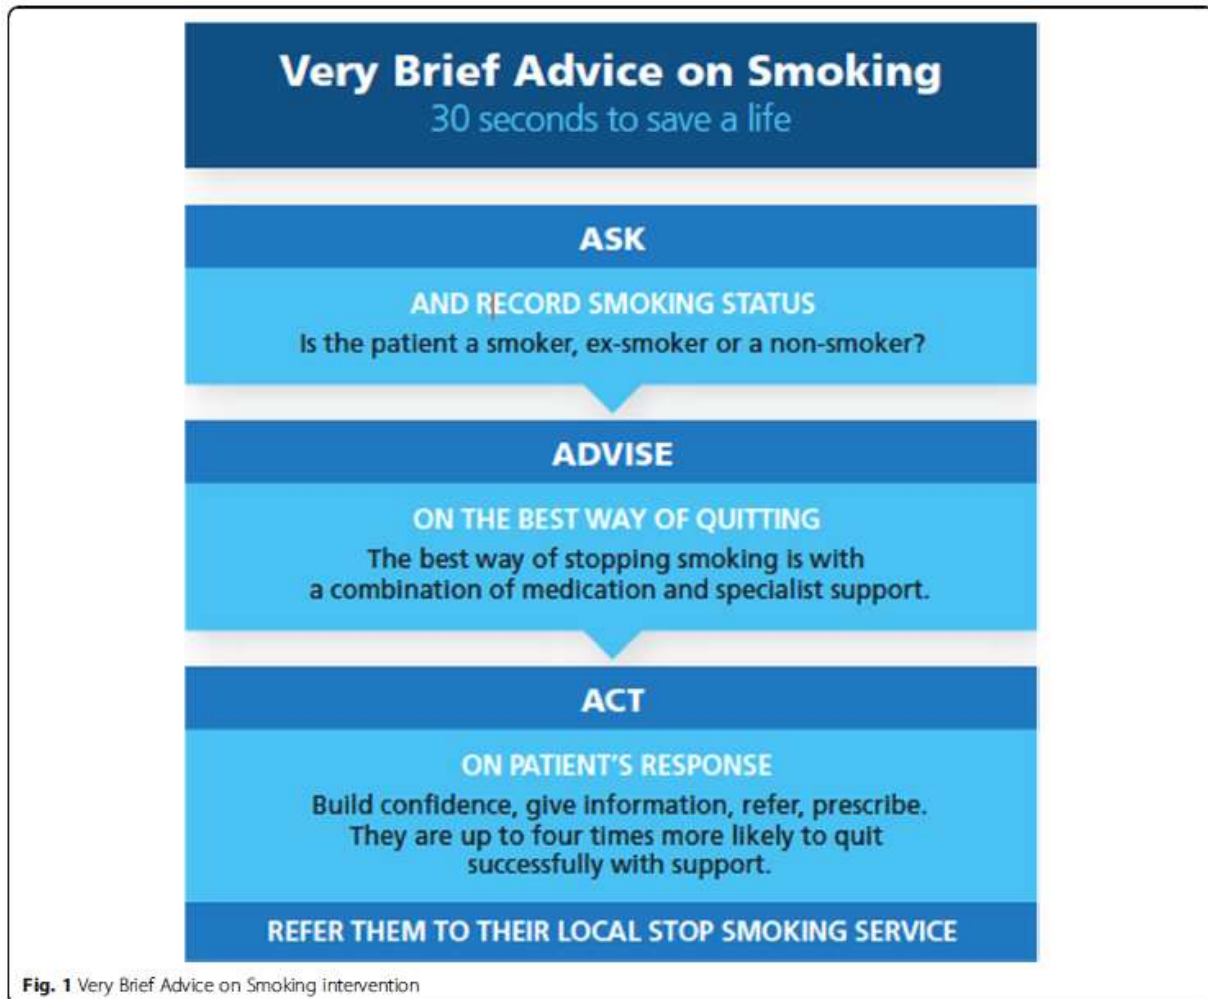 Very Brief Advice on Smoking
30 seconds to save a life
ASK
AND RECORD SMOKING STATUS
Is the patient a smoker, ex-smoker or a non-smoker?
ADVISE
ON THE BEST WAY OF QUITTING
The best way of stopping smoking is with
a combination of medication and specialist support.
ACT
ON PATIENT'S RESPONSE
Build confidence, give information, refer, prescribe.
They are up to four times more likely to quit
successfully with support.
REFER THEM TO THEIR LOCAL STOP SMOKING SERVICE
Fig. 1 Very Brief Advice on Smoking intervention